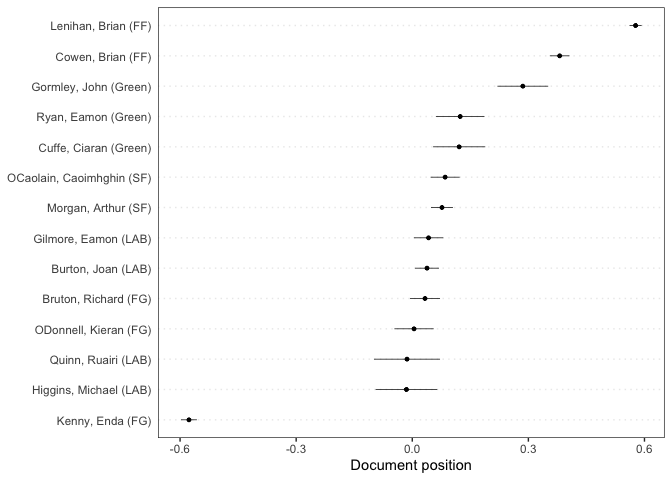 Lenihan, Brian (FF)
Cowen, Brian (FF)
Gormley, John (Green)
Ryan, Eamon (Green)
Cuffe, Ciaran (Green)
OCaolain, Caoimhghin (SF)
Morgan, Arthur (SF)
Gilmore, Eamon (LAB)
Burton, Joan (LAB)
Bruton, Richard (FG)
ODonnell, Kieran (FG)
Quinn, Ruairi (LAB)
Higgins, Michael (LAB)
Kenny, Enda (FG)
-0.6 -0.3 0.0 0.3 0.6
Document position